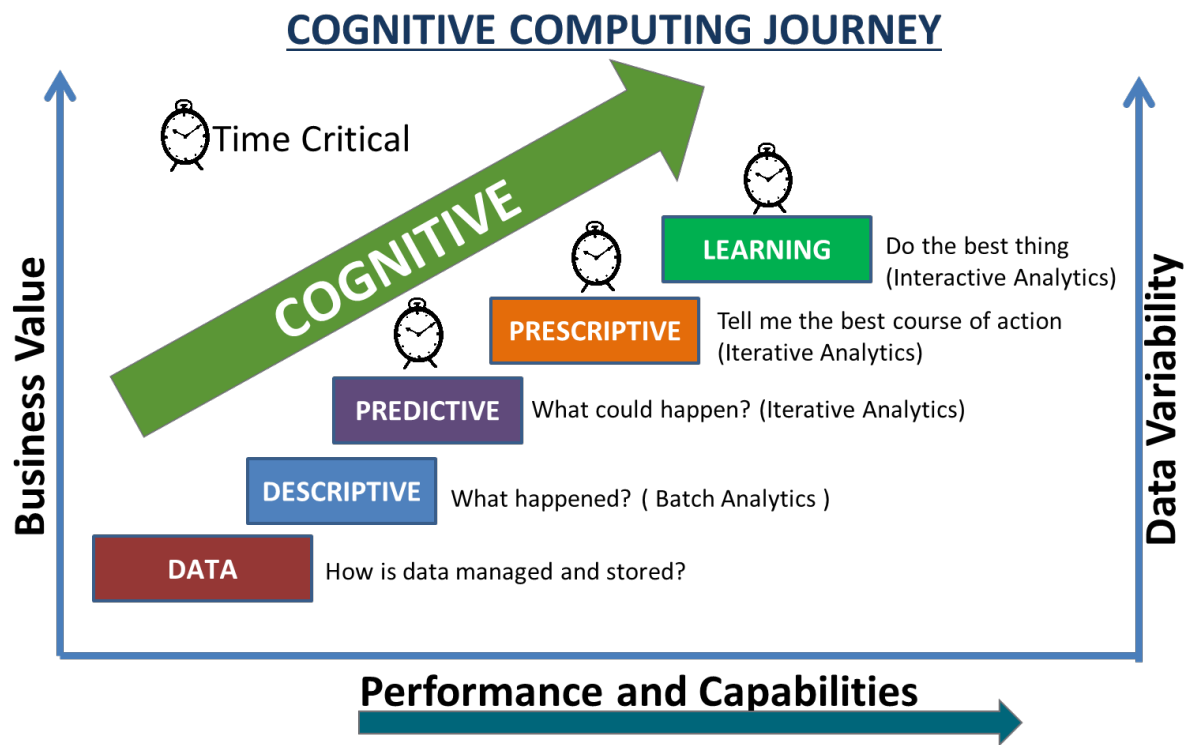 COGNITIVE COMPUTING JOURNEY
Time Critical
COGNITIVE
LEARNING
Do the best thing
(Interactive Analytics)
PRESCRIPTIVE
Tell me the best course of action
(Iterative Analytics)
PREDICTIVE
What could happen? (Iterative Analytics)
DESCRIPTIVE
What happened? ( Batch Analytics )
DATA
How is data managed and stored?
Business Value
Data Variability
Performance and Capabilities